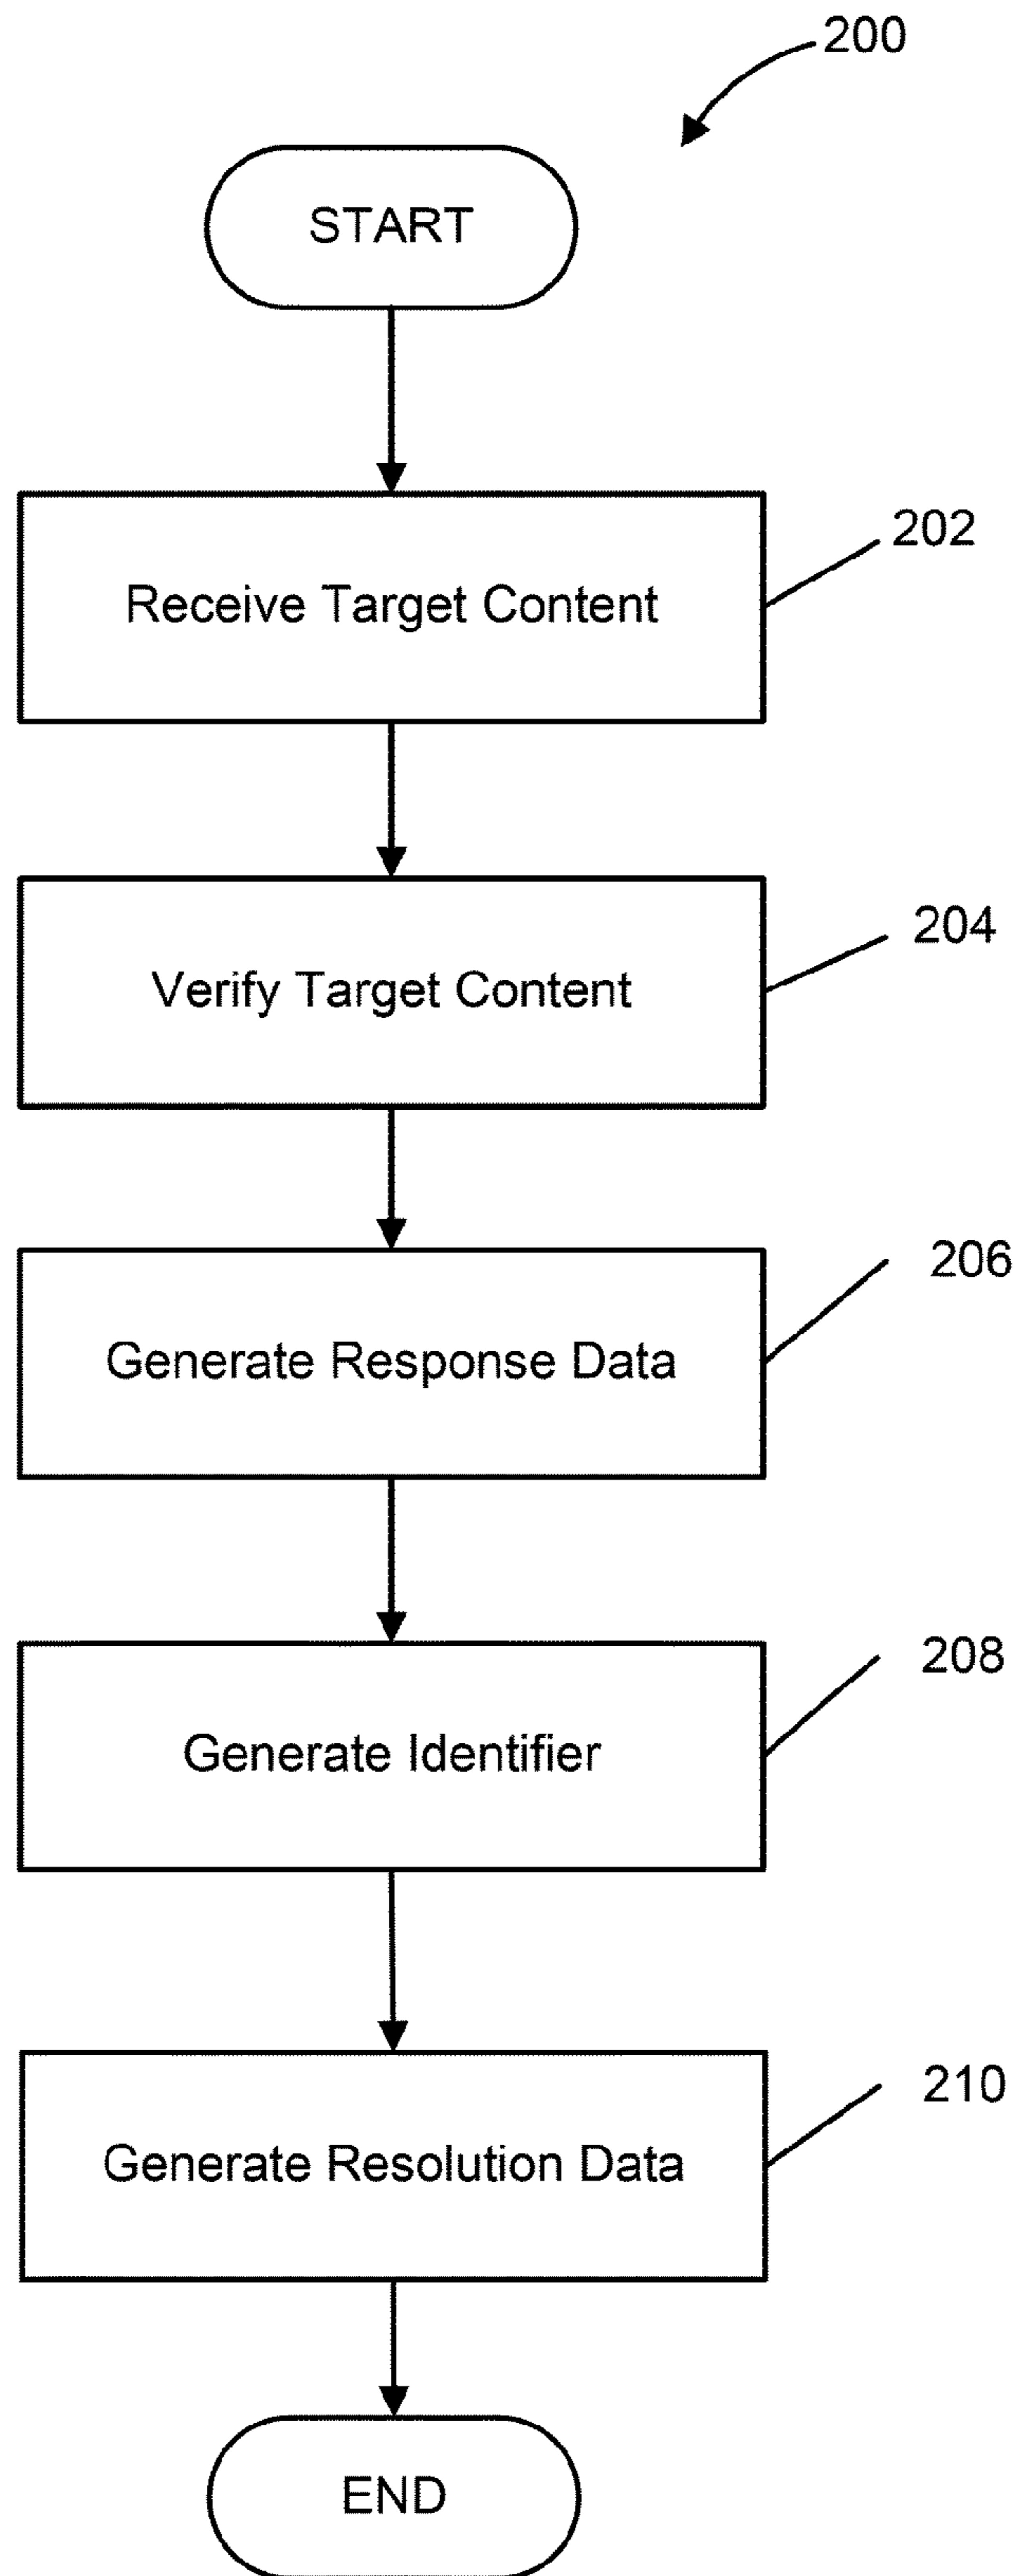 200
START
Receive Target Content
202
Verify Target Content
204
Generate Response Data
206
Generate Identifier
208
Generate Resolution Data
210
END